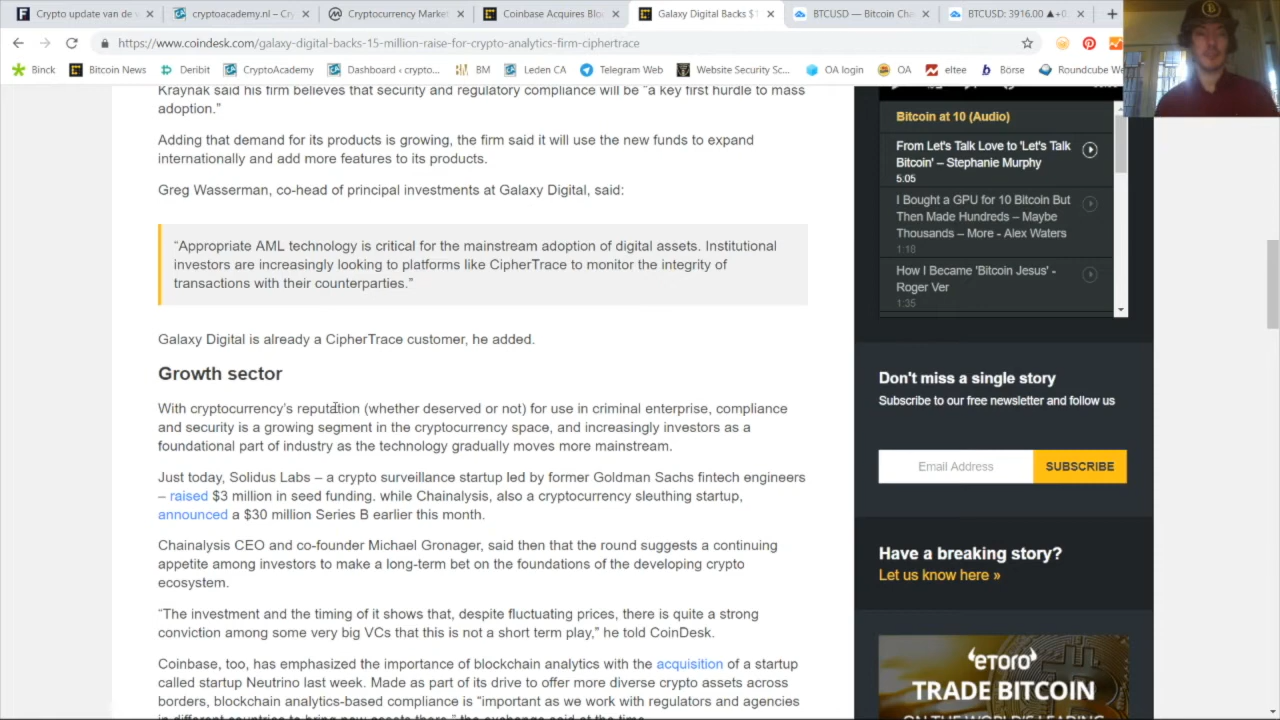 Crypto update van de v
cryptoacademy.nl – Cry
Cryptocurrency Market
Coinbase Acquires Blo
Galaxy Digital Backs $1
BTCUSD — Bitcoin Cha
BTCUSD: 3916.00 ▲+0.
https://www.coindesk.com/galaxy-digital-backs-15-million-raise-for-crypto-analytics-firm-ciphertrace
Binck
Bitcoin News
Deribit
CryptoAcademy
Dashboard ‹ crypto...
BM
Leden CA
Telegram Web
Website Security Sc...
OA login
OA
eltee
Börse
Roundcube W
Kraynak said his firm believes that security and regulatory compliance will be “a key first hurdle to mass
adoption.”
Adding that demand for its products is growing, the firm said it will use the new funds to expand
internationally and add more features to its products.
Greg Wasserman, co-head of principal investments at Galaxy Digital, said:
“Appropriate AML technology is critical for the mainstream adoption of digital assets. Institutional
investors are increasingly looking to platforms like CipherTrace to monitor the integrity of
transactions with their counterparties.”
Galaxy Digital is already a CipherTrace customer, he added.
Growth sector
With cryptocurrency’s reputation (whether deserved or not) for use in criminal enterprise, compliance
and security is a growing segment in the cryptocurrency space, and increasingly investors as a
foundational part of industry as the technology gradually moves more mainstream.
Just today, Solidus Labs – a crypto surveillance startup led by former Goldman Sachs fintech engineers
– raised $3 million in seed funding. while Chainalysis, also a cryptocurrency sleuthing startup,
announced a $30 million Series B earlier this month.
Chainalysis CEO and co-founder Michael Gronager, said then that the round suggests a continuing
appetite among investors to make a long-term bet on the foundations of the developing crypto
ecosystem.
“The investment and the timing of it shows that, despite fluctuating prices, there is quite a strong
conviction among some very big VCs that this is not a short term play,” he told CoinDesk.
Coinbase, too, has emphasized the importance of blockchain analytics with the acquisition of a startup
called startup Neutrino last week. Made as part of its drive to offer more diverse crypto assets across
borders, blockchain analytics-based compliance is “important as we work with regulators and agencies
in different countries to bring new assets there,” the exchange said at the time.
Bitcoin at 10 (Audio)
From Let's Talk Love to 'Let's Talk
Bitcoin' – Stephanie Murphy
5:05
I Bought a GPU for 10 Bitcoin But
Then Made Hundreds – Maybe
Thousands – More - Alex Waters
1:18
How I Became 'Bitcoin Jesus' -
Roger Ver
1:35
Don't miss a single story
Subscribe to our free newsletter and follow us
Email Address
SUBSCRIBE
Have a breaking story?
Let us know here »
etoro
TRADE BITCOIN